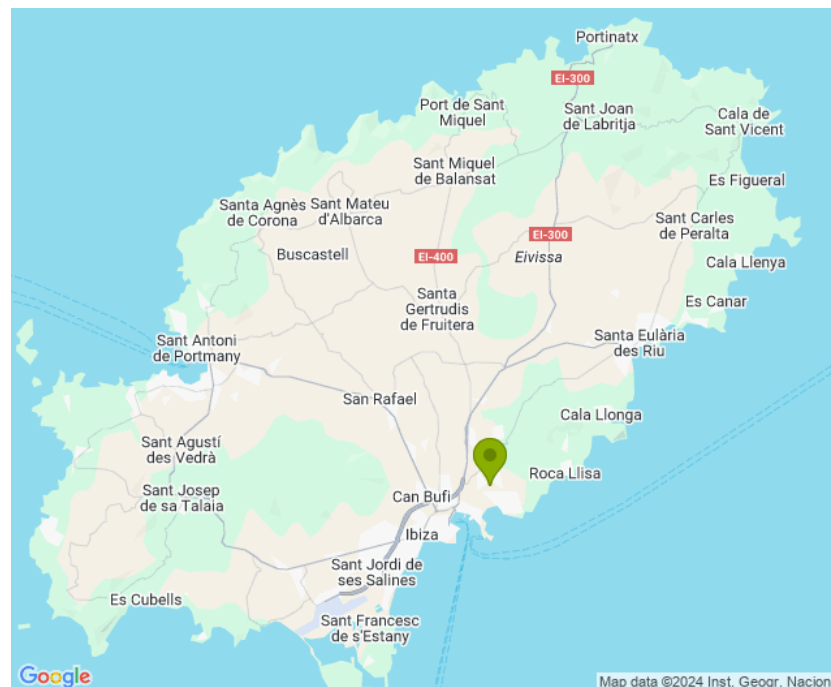 Portinatx
EI-300
Port de Sant
Miquel
Sant Joan
de Labritja
Cala de
Sant Vicent
Sant Miquel
de Balansat
Es Figueral
Santa Agnès
de Corona
Sant Mateu
d'Albarca
Sant Carles
de Peralta
EI-300
Buscastell
EI-400
Eivissa
Cala Llenya
Santa
Gertrudis
de Fruitera
Es Canar
Sant Antoni
de Portmany
Santa Eulària
des Riu
San Rafael
Cala Llonga
Sant Agustí
des Vedrà
Roca Llisa
Sant Josep
de sa Talaia
Can Bufi
Ibiza
Sant Jordi de
ses Salines
Es Cubells
Sant Francesc
de s'Estany
Google
Map data ©2024 Inst. Geogr. Nacion